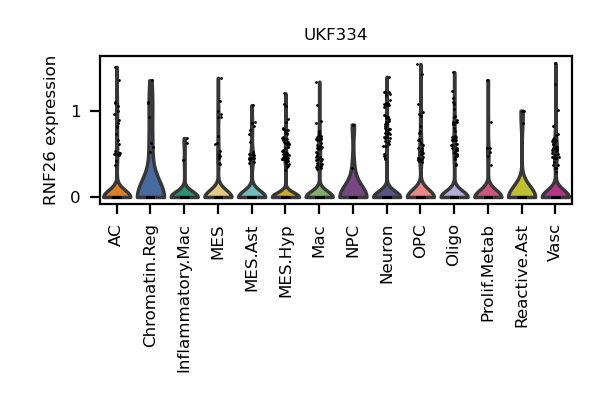 UKF334
RNF26 expression
1
0
AC
Chromatin.Reg
Inflammatory.Mac
MES
MES.Ast
MES.Hyp
Mac
NPC
Neuron
OPC
Oligo
Prolif.Metab
Reactive.Ast
Vasc